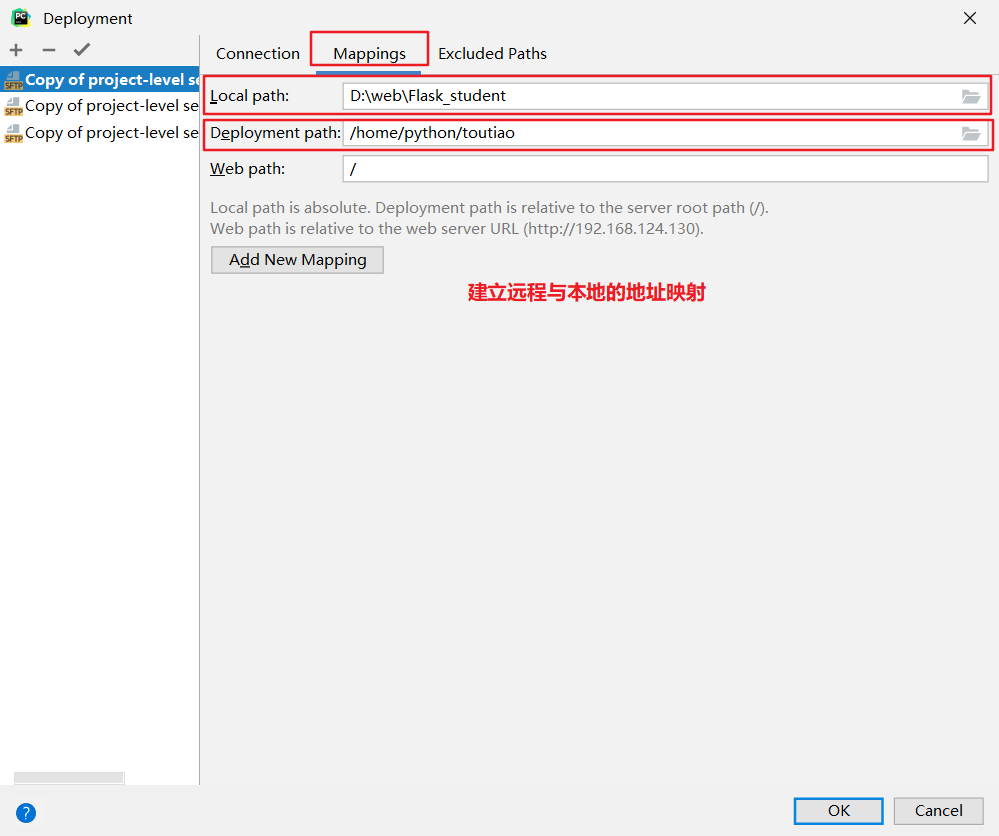 Deployment
Connection
Mappings
Excluded Paths
Copy of project-level se
Copy of project-level se
Copy of project-level se
Local path:
D:\web\Flask_student
Deployment path:
/home/python/toutiao
Web path:
/
Local path is absolute. Deployment path is relative to the server root path (/).
Web path is relative to the web server URL (http://192.168.124.130).
Add New Mapping
建立远程与本地的地址映射
?
OK
Cancel